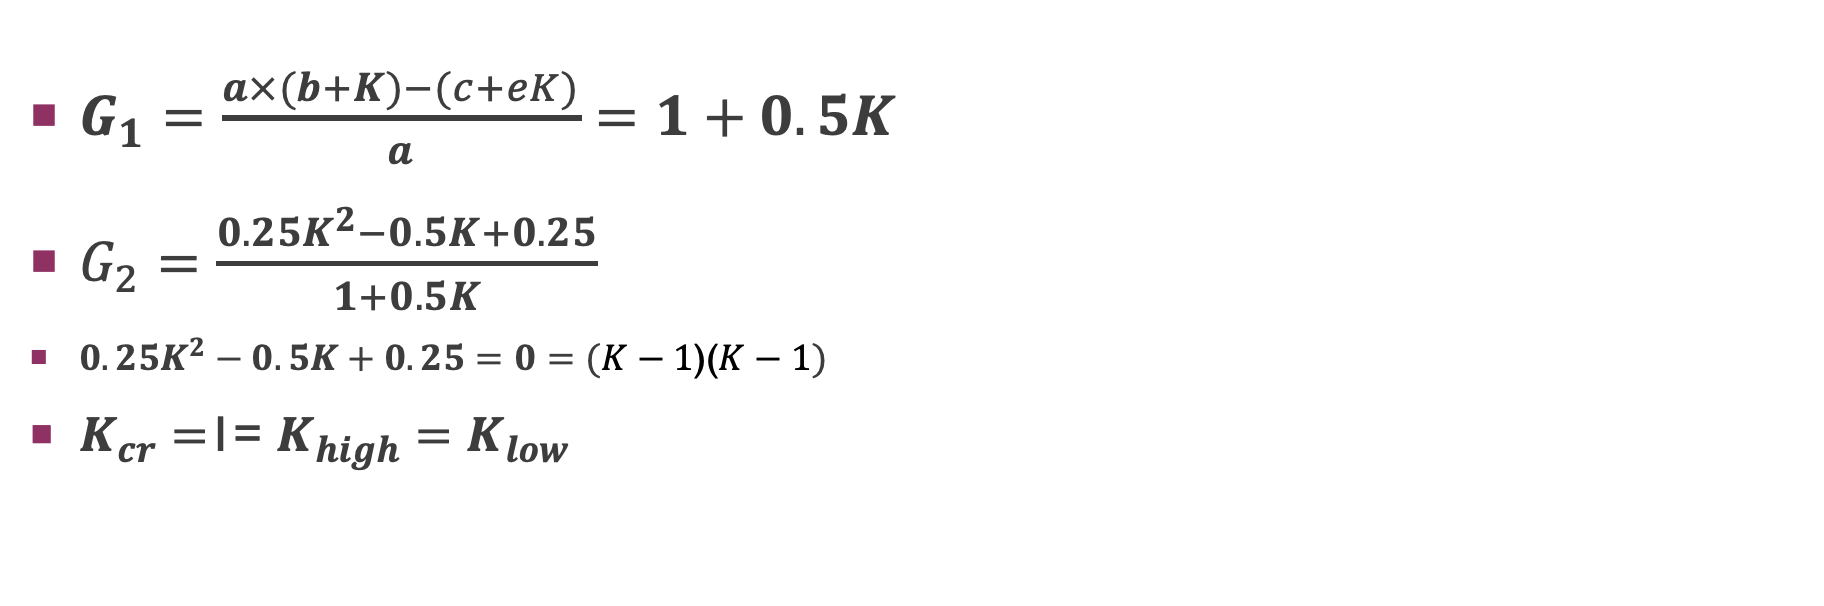 ▪ G₁ = (a×(b+K)−(c+eK))/a = 1 + 0.5K
▪ G₂ = (0.25K²−0.5K+0.25)/(1+0.5K)
▪ 0.25K² − 0.5K + 0.25 = 0 = (K − 1)(K − 1)
▪ K_cr =|= K_high = K_low